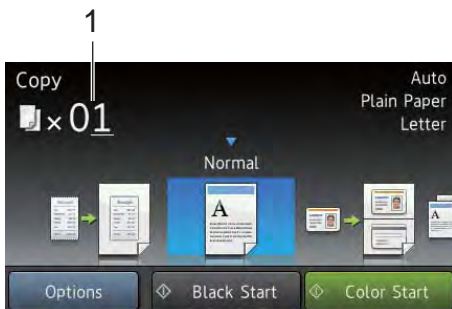 1
Copy
×01
Auto
Plain Paper
Letter
Normal
A
A
Options
Black Start
Color Start